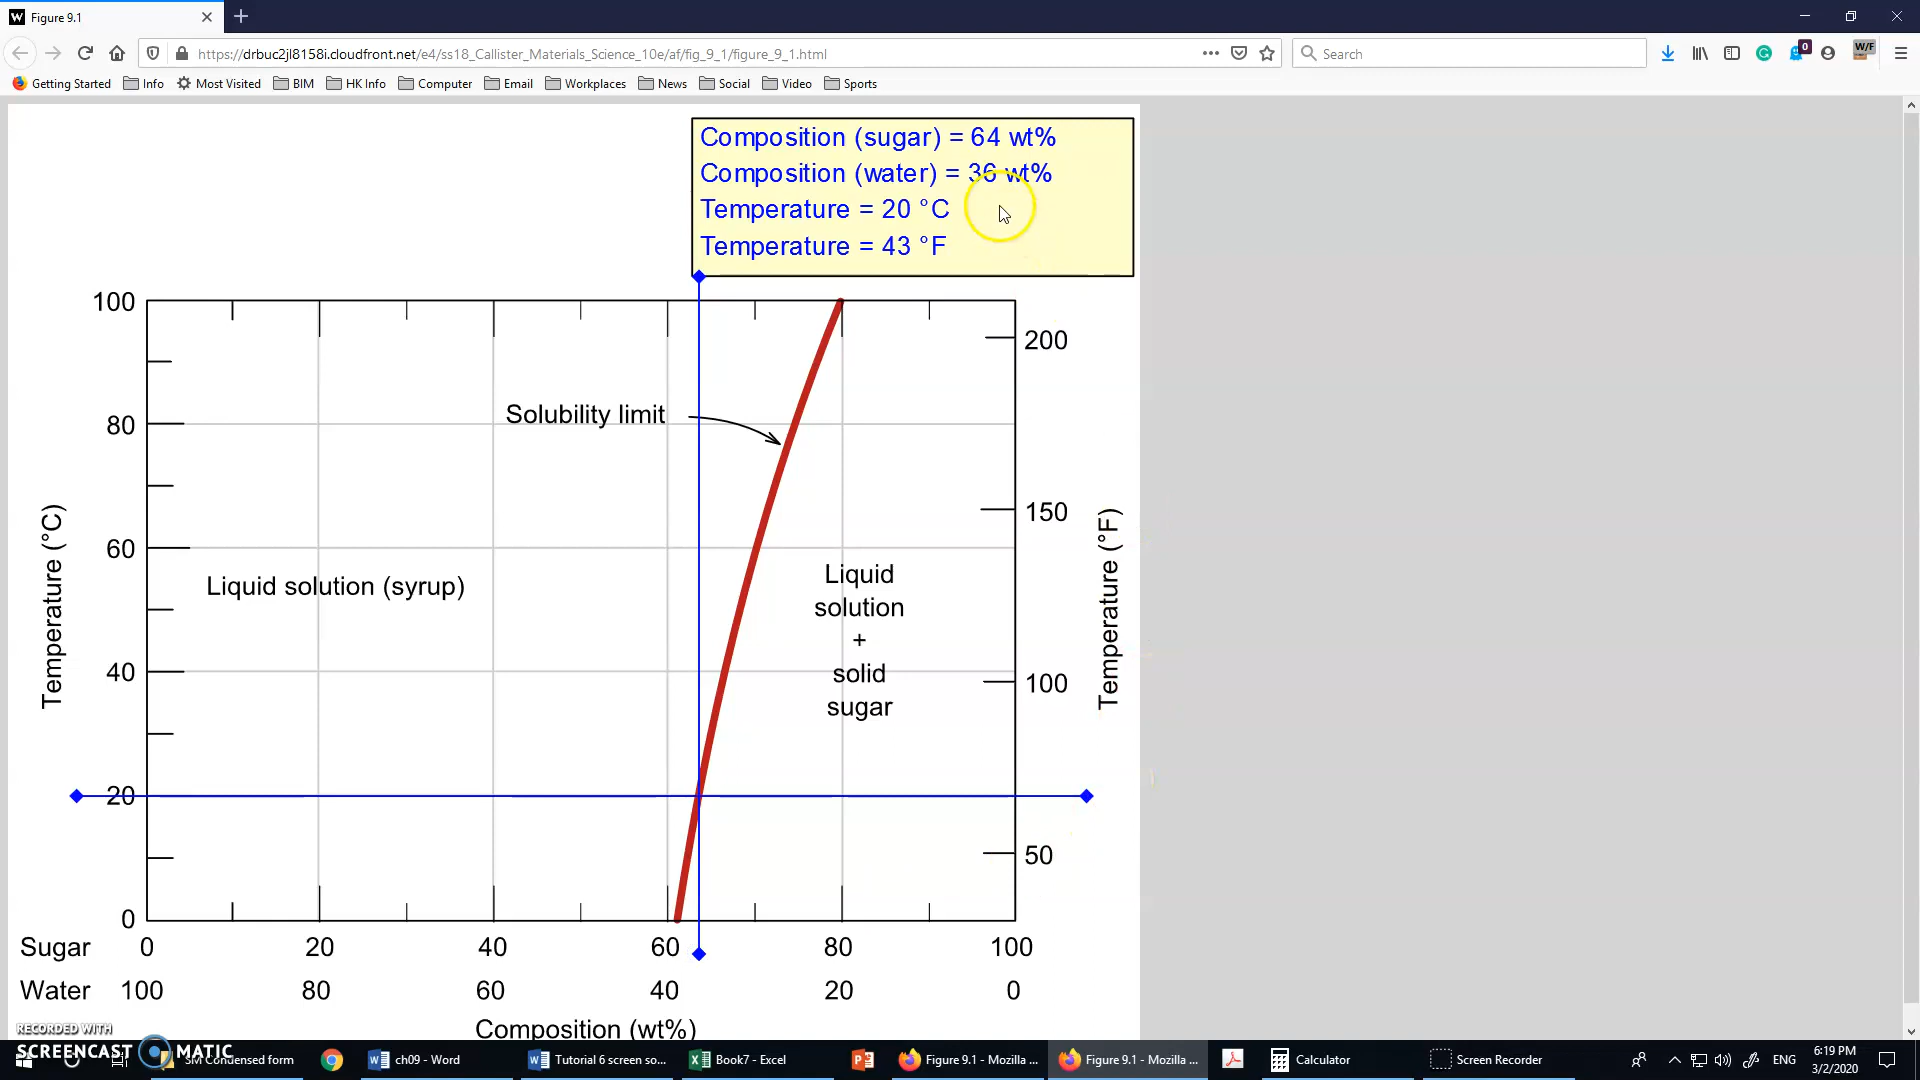 Figure 9.1
https://drbuc2jl8158i.cloudfront.net/e4/ss18_Callister_Materials_Science_10e/af/fig_9_1/figure_9_1.html
Search
0
W/F
Getting Started Info Most Visited BIM HK Info Computer Email Workplaces News Social Video Sports
Composition (sugar) = 64 wt%
Composition (water) = 36 wt%
Temperature = 20 °C
Temperature = 43 °F
100
200
Solubility limit
80
150
60
Liquid solution (syrup)
Liquid
solution
+
solid
sugar
Temperature (°C)
Temperature (°F)
40
100
20
50
0
Sugar 0 20 40 60 80 100
Water 100 80 60 40 20 0
Composition (wt%)
RECORDED WITH
SCREENCAST MATIC
SM Condensed form
ch09 - Word
Tutorial 6 screen so...
Book7 - Excel
Figure 9.1 - Mozilla ...
Figure 9.1 - Mozilla ...
Calculator
Screen Recorder
ENG
6:19 PM
3/2/2020